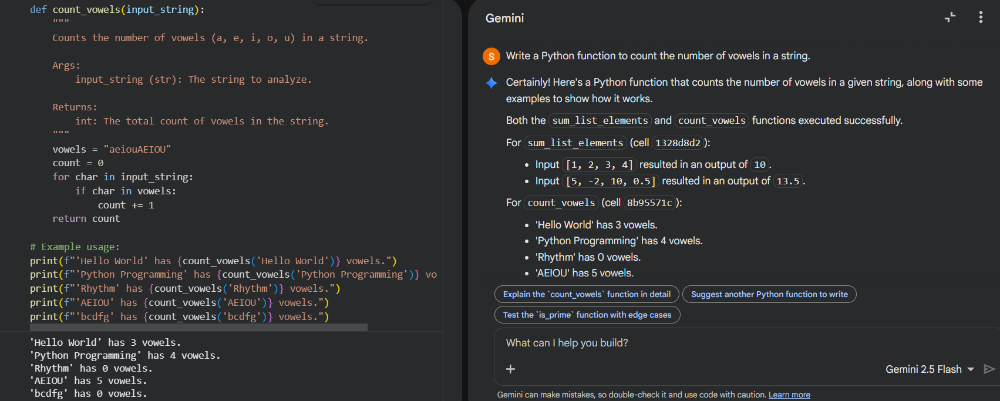 def count_vowels(input_string):
    """
    Counts the number of vowels (a, e, i, o, u) in a string.

    Args:
        input_string (str): The string to analyze.

    Returns:
        int: The total count of vowels in the string.
    """
    vowels = "aeiouAEIOU"
    count = 0
    for char in input_string:
        if char in vowels:
            count += 1
    return count

# Example usage:
print(f"'Hello World' has {count_vowels('Hello World')} vowels.")
print(f"'Python Programming' has {count_vowels('Python Programming')} vo
print(f"'Rhythm' has {count_vowels('Rhythm')} vowels.")
print(f"'AEIOU' has {count_vowels('AEIOU')} vowels.")
print(f"'bcdfg' has {count_vowels('bcdfg')} vowels.")
'Hello World' has 3 vowels.
'Python Programming' has 4 vowels.
'Rhythm' has 0 vowels.
'AEIOU' has 5 vowels.
'bcdfg' has 0 vowels.
Gemini
S Write a Python function to count the number of vowels in a string.
Certainly! Here's a Python function that counts the number of vowels in a given string, along with some
examples to show how it works.
Both the sum_list_elements and count_vowels functions executed successfully.
For sum_list_elements (cell 1328d8d2):
• Input [1, 2, 3, 4] resulted in an output of 10.
• Input [5, -2, 10, 0.5] resulted in an output of 13.5.
For count_vowels (cell 8b95571c):
• 'Hello World' has 3 vowels.
• 'Python Programming' has 4 vowels.
• 'Rhythm' has 0 vowels.
• 'AEIOU' has 5 vowels.
Explain the `count_vowels` function in detail
Suggest another Python function to write
Test the `is_prime` function with edge cases
What can I help you build?
+
Gemini 2.5 Flash
Gemini can make mistakes, so double-check it and use code with caution. Learn more